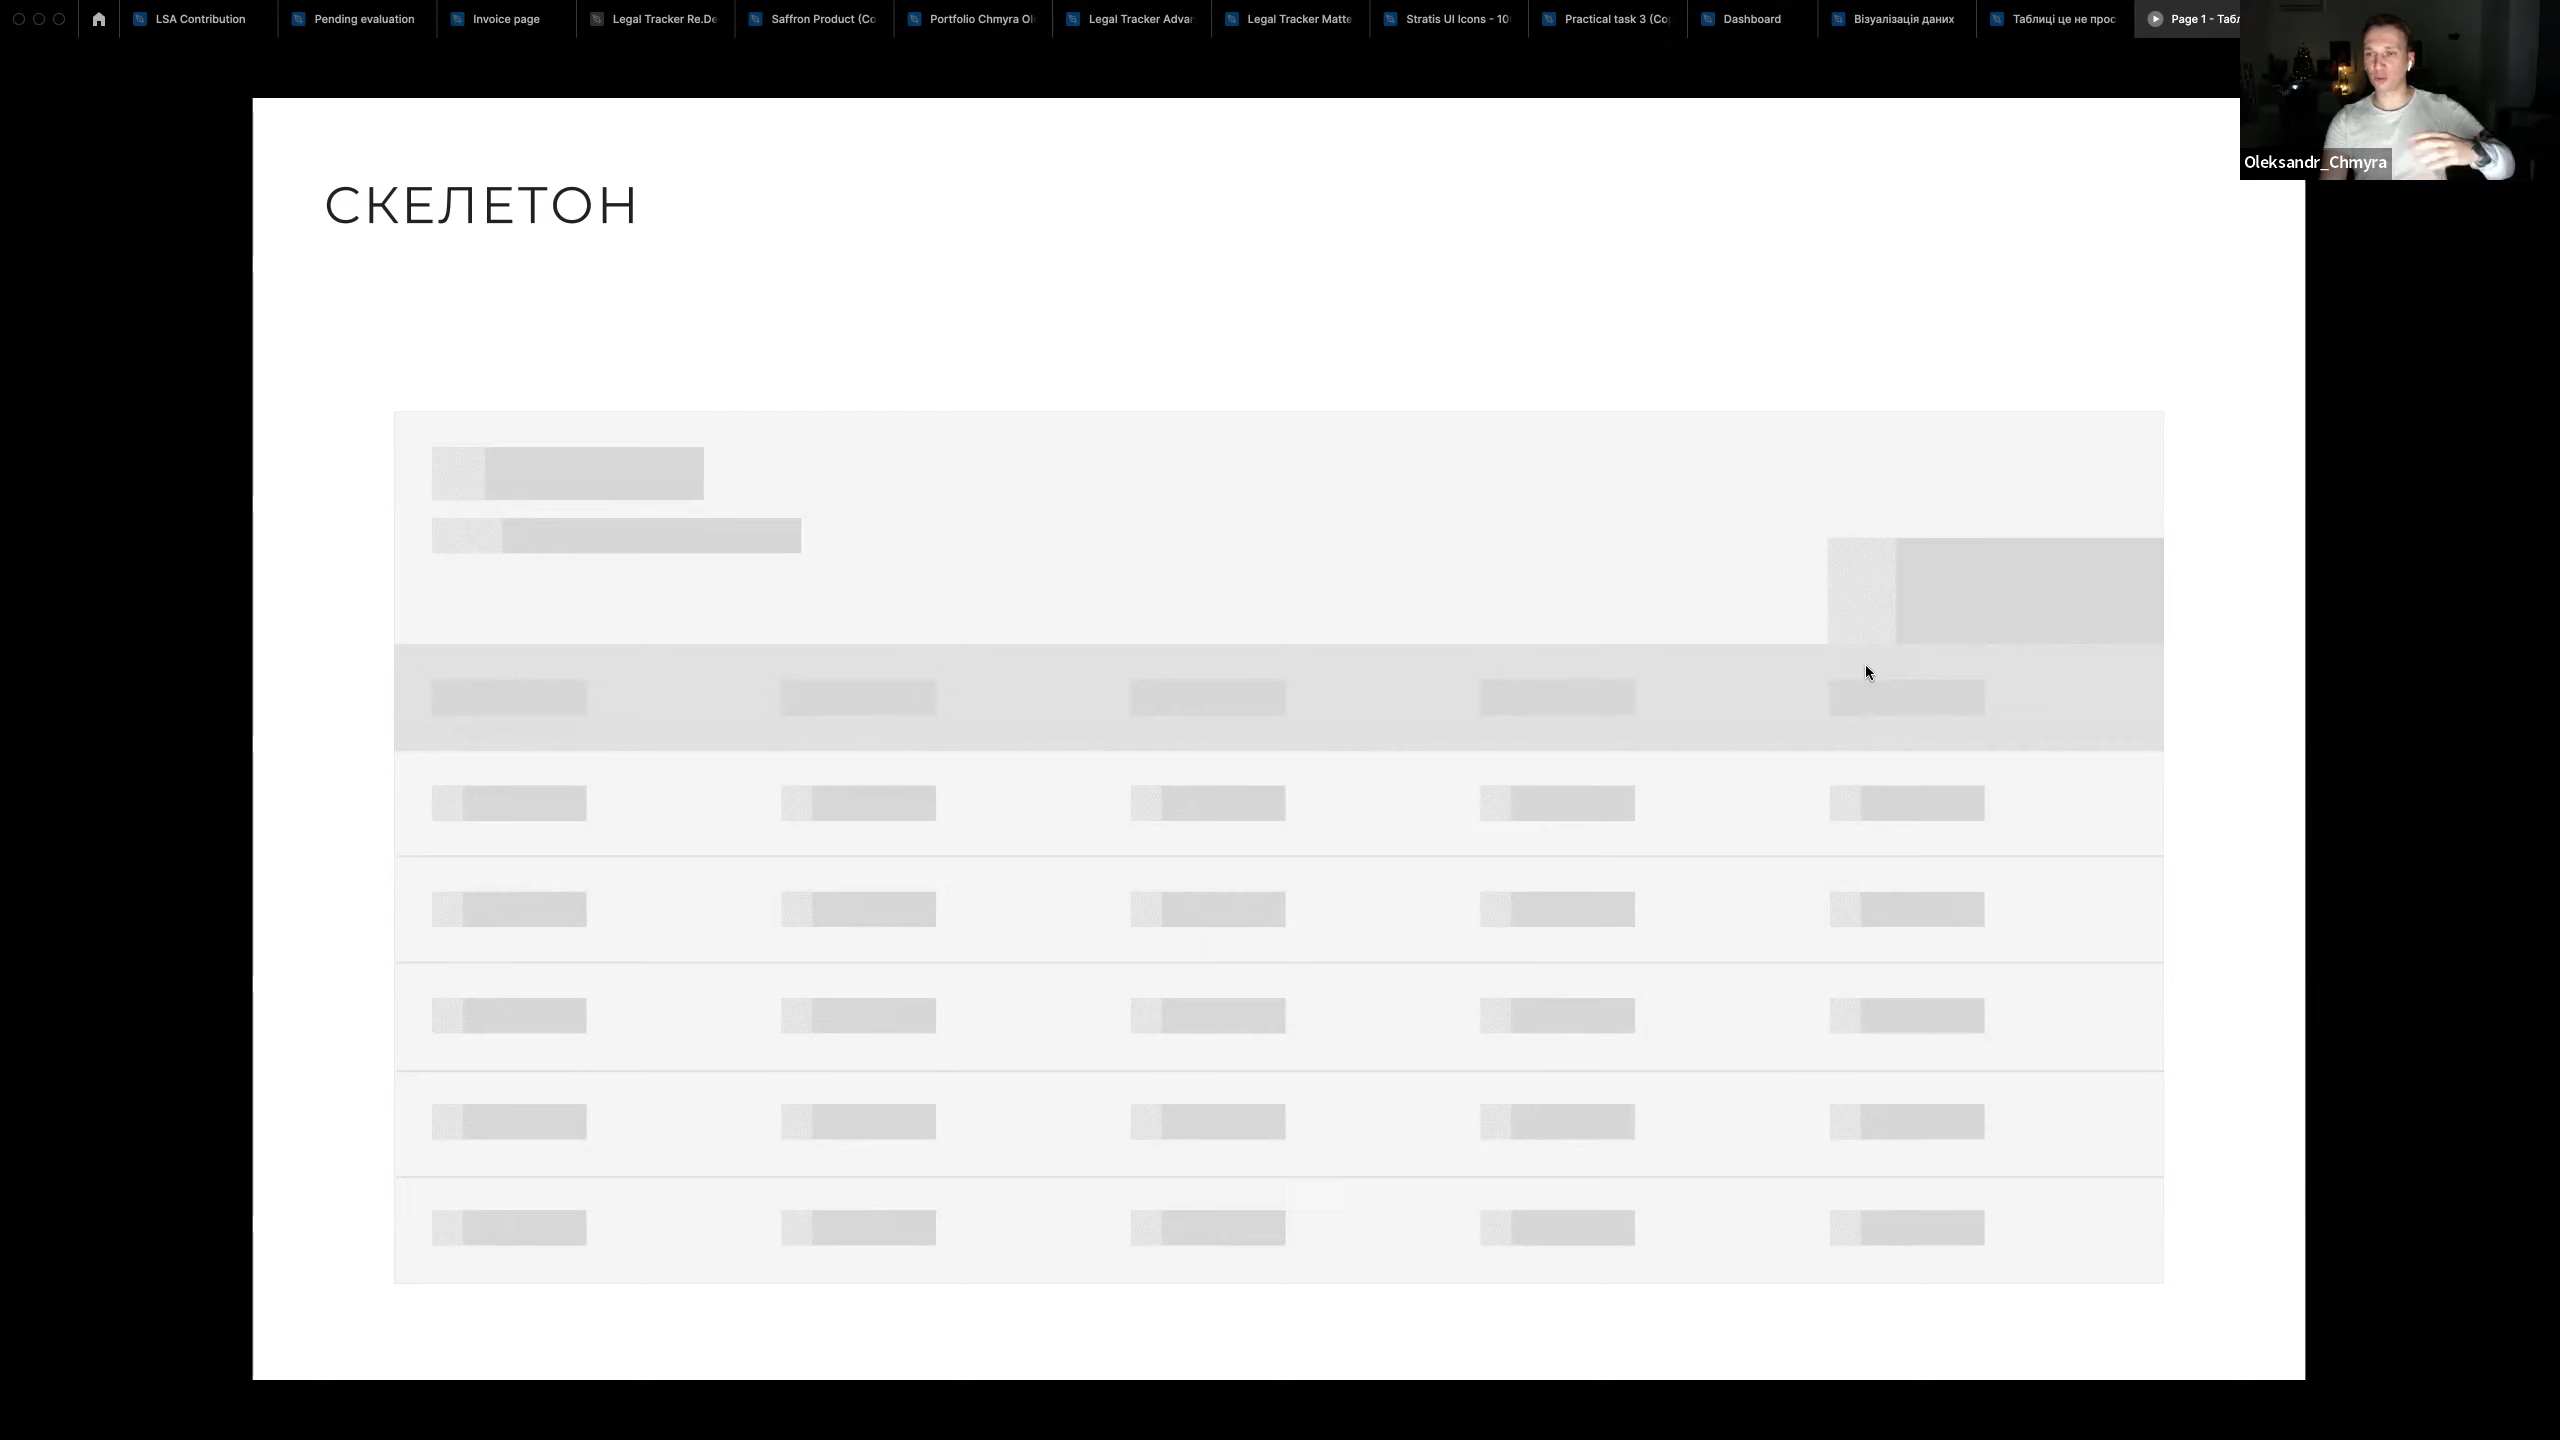 LSA Contribution
Pending evaluation
Invoice page
Legal Tracker Re.De
Saffron Product (Co
Portfolio Chmyra Ol
Legal Tracker Advan
Legal Tracker Matte
Stratis UI Icons - 10
Practical task 3 (Co
Dashboard
Візуалізація даних
Таблиці це не прос
Page 1 - Табл
Oleksandr_Chmyra
СКЕЛЕТОН